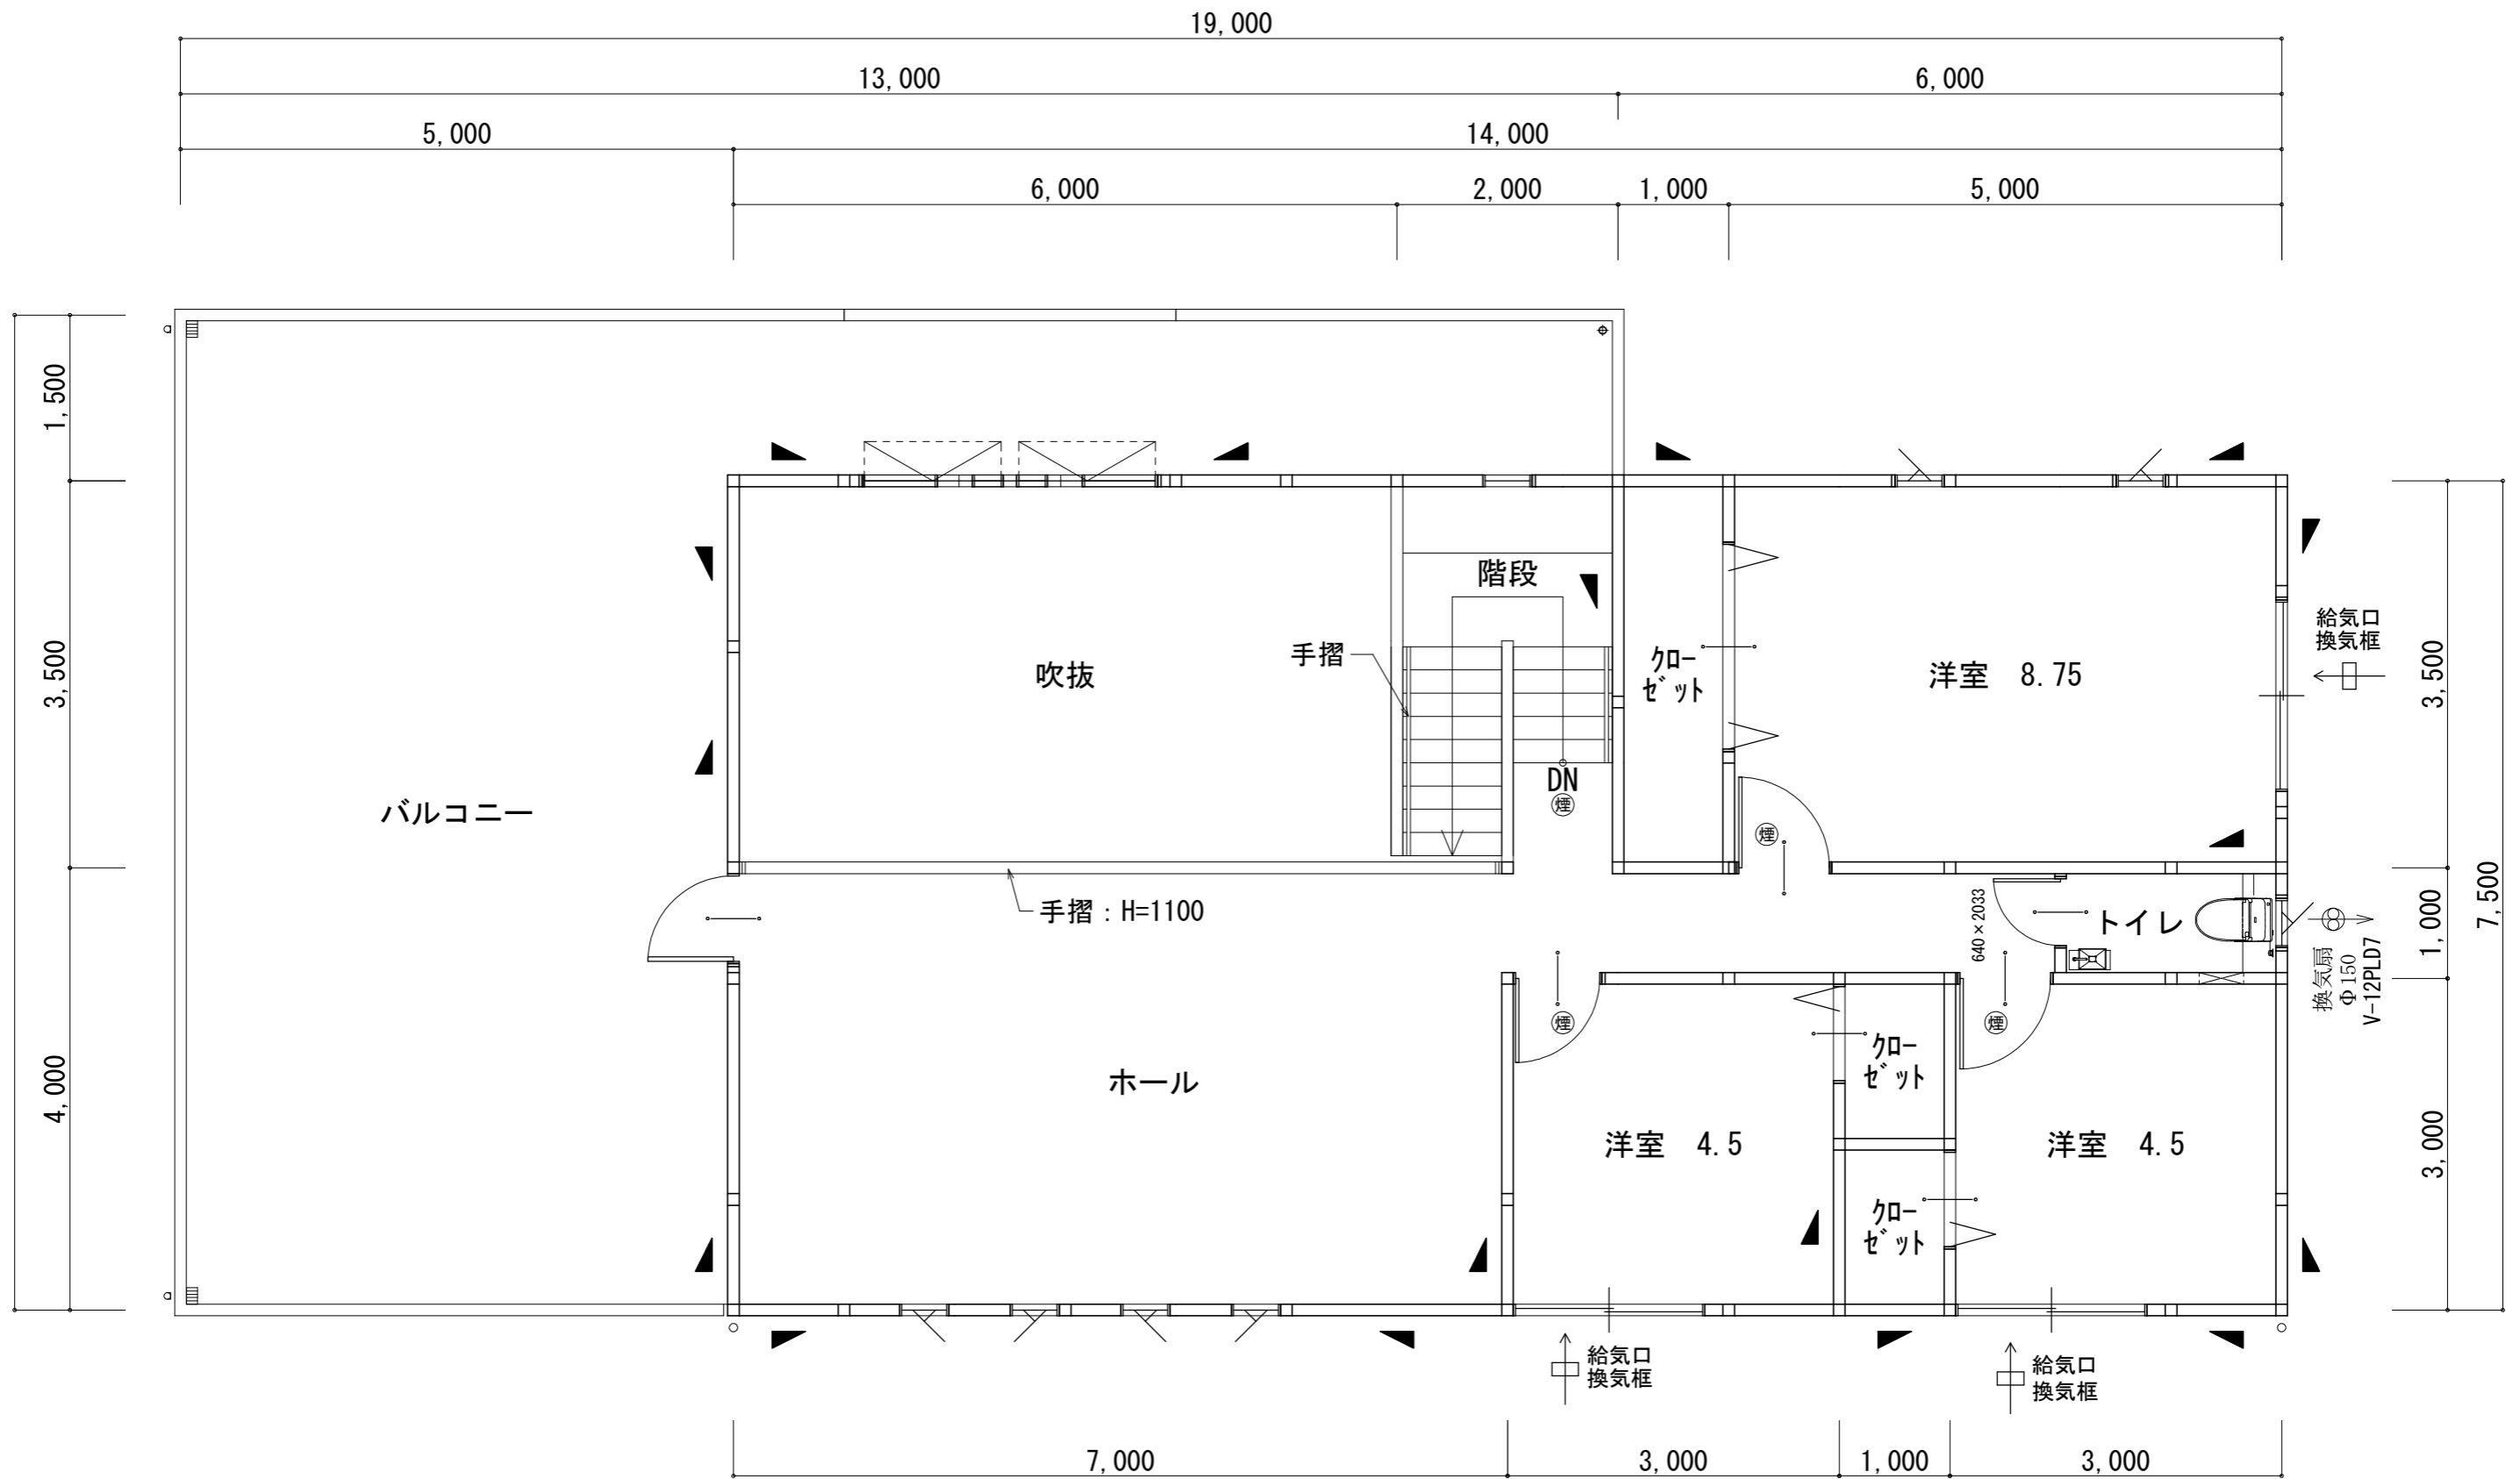 19,000
13,000
6,000
5,000
14,000
6,000
2,000
1,000
5,000
1,500
3,500
4,000
階段
手摺
吹抜
クロー
ゼット
洋室 8.75
給気口
換気框
3,500
7,500
DN
煙
煙
バルコニー
手摺：H=1100
640×2033
トイレ
換気扇
Φ150
V-12PLD7
1,000
煙
煙
ホール
クロー
ゼット
洋室 4.5
洋室 4.5
クロー
ゼット
3,000
給気口
換気框
給気口
換気框
7,000
3,000
1,000
3,000